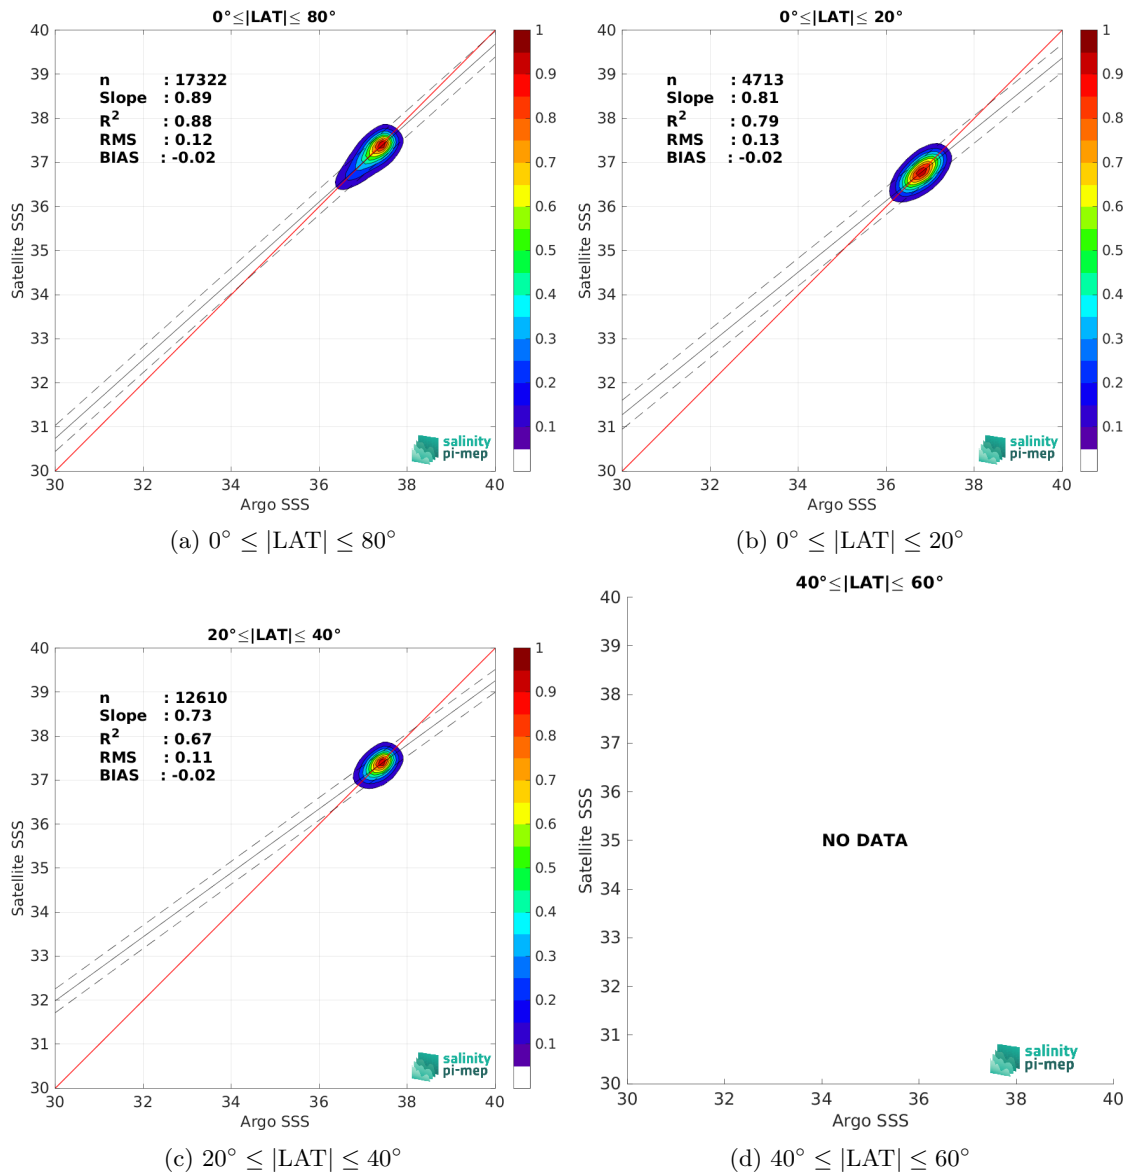 0°≤|LAT|≤ 80°
40
39
38
37
36
35
34
33
32
31
30
Satellite SSS
n : 17322
Slope : 0.89
R² : 0.88
RMS : 0.12
BIAS : -0.02
salinity
pi-mep
30 32 34 36 38 40
Argo SSS
1
0.9
0.8
0.7
0.6
0.5
0.4
0.3
0.2
0.1
(a) 0° ≤ |LAT| ≤ 80°
0°≤|LAT|≤ 20°
40
39
38
37
36
35
34
33
32
31
30
Satellite SSS
n : 4713
Slope : 0.81
R² : 0.79
RMS : 0.13
BIAS : -0.02
salinity
pi-mep
30 32 34 36 38 40
Argo SSS
1
0.9
0.8
0.7
0.6
0.5
0.4
0.3
0.2
0.1
(b) 0° ≤ |LAT| ≤ 20°
20°≤|LAT|≤ 40°
40
39
38
37
36
35
34
33
32
31
30
Satellite SSS
n : 12610
Slope : 0.73
R² : 0.67
RMS : 0.11
BIAS : -0.02
salinity
pi-mep
30 32 34 36 38 40
Argo SSS
1
0.9
0.8
0.7
0.6
0.5
0.4
0.3
0.2
0.1
(c) 20° ≤ |LAT| ≤ 40°
40°≤|LAT|≤ 60°
40
39
38
37
36
35
34
33
32
31
30
Satellite SSS
NO DATA
salinity
pi-mep
30 32 34 36 38 40
Argo SSS
(d) 40° ≤ |LAT| ≤ 60°